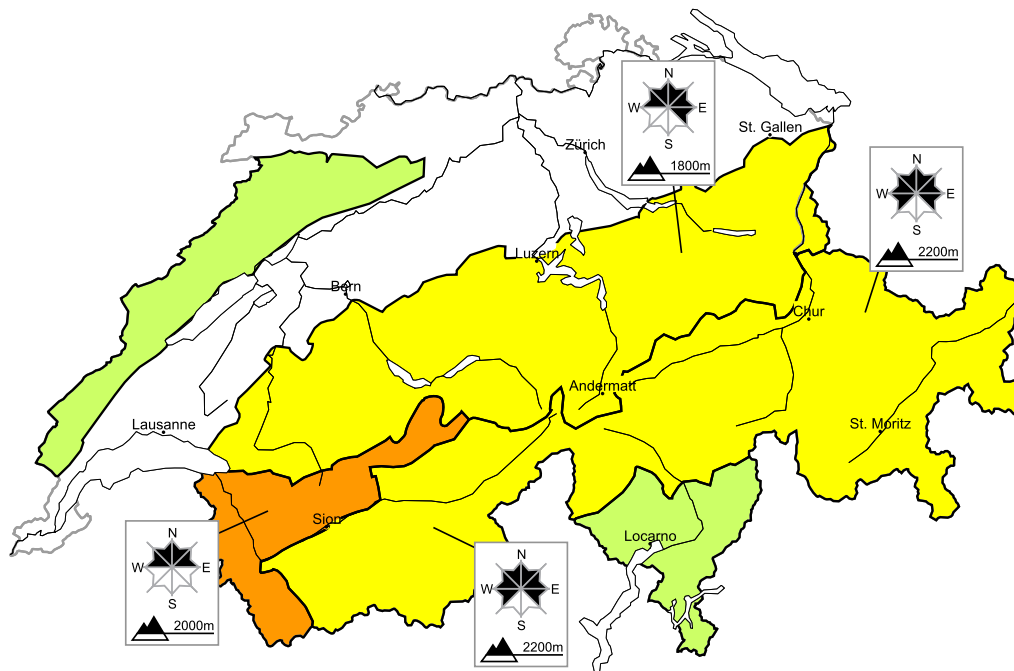 N
W E
S
1800m
St. Gallen
Zürich
N
W E
S
2200m
Luzern
Bern
Chur
Andermatt
Lausanne
St. Moritz
Sion
Locarno
N
W E
S
2000m
N
W E
S
2200m